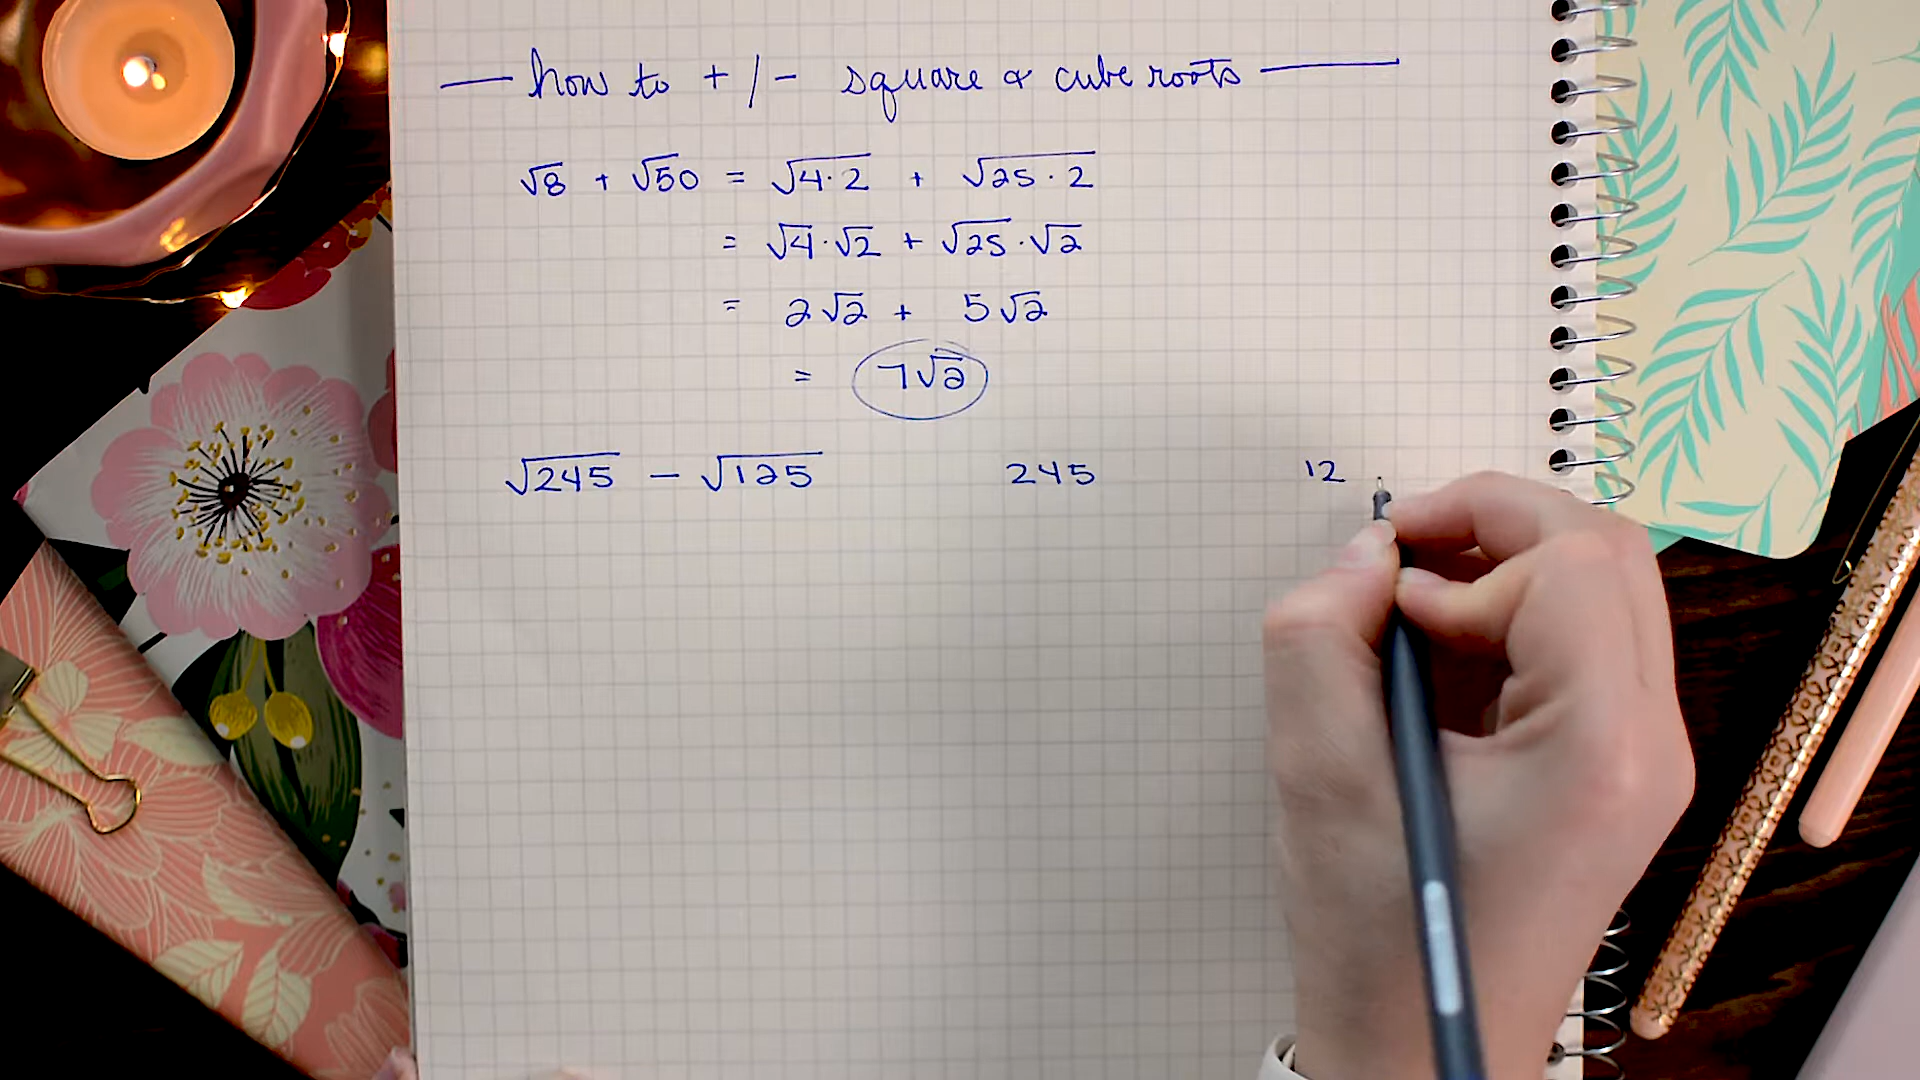 how to + / - square & cube roots
√8 + √50 = √4·2 + √25·2
= √4·√2 + √25·√2
= 2√2 + 5√2
= 7√2
√245 - √125 245 12